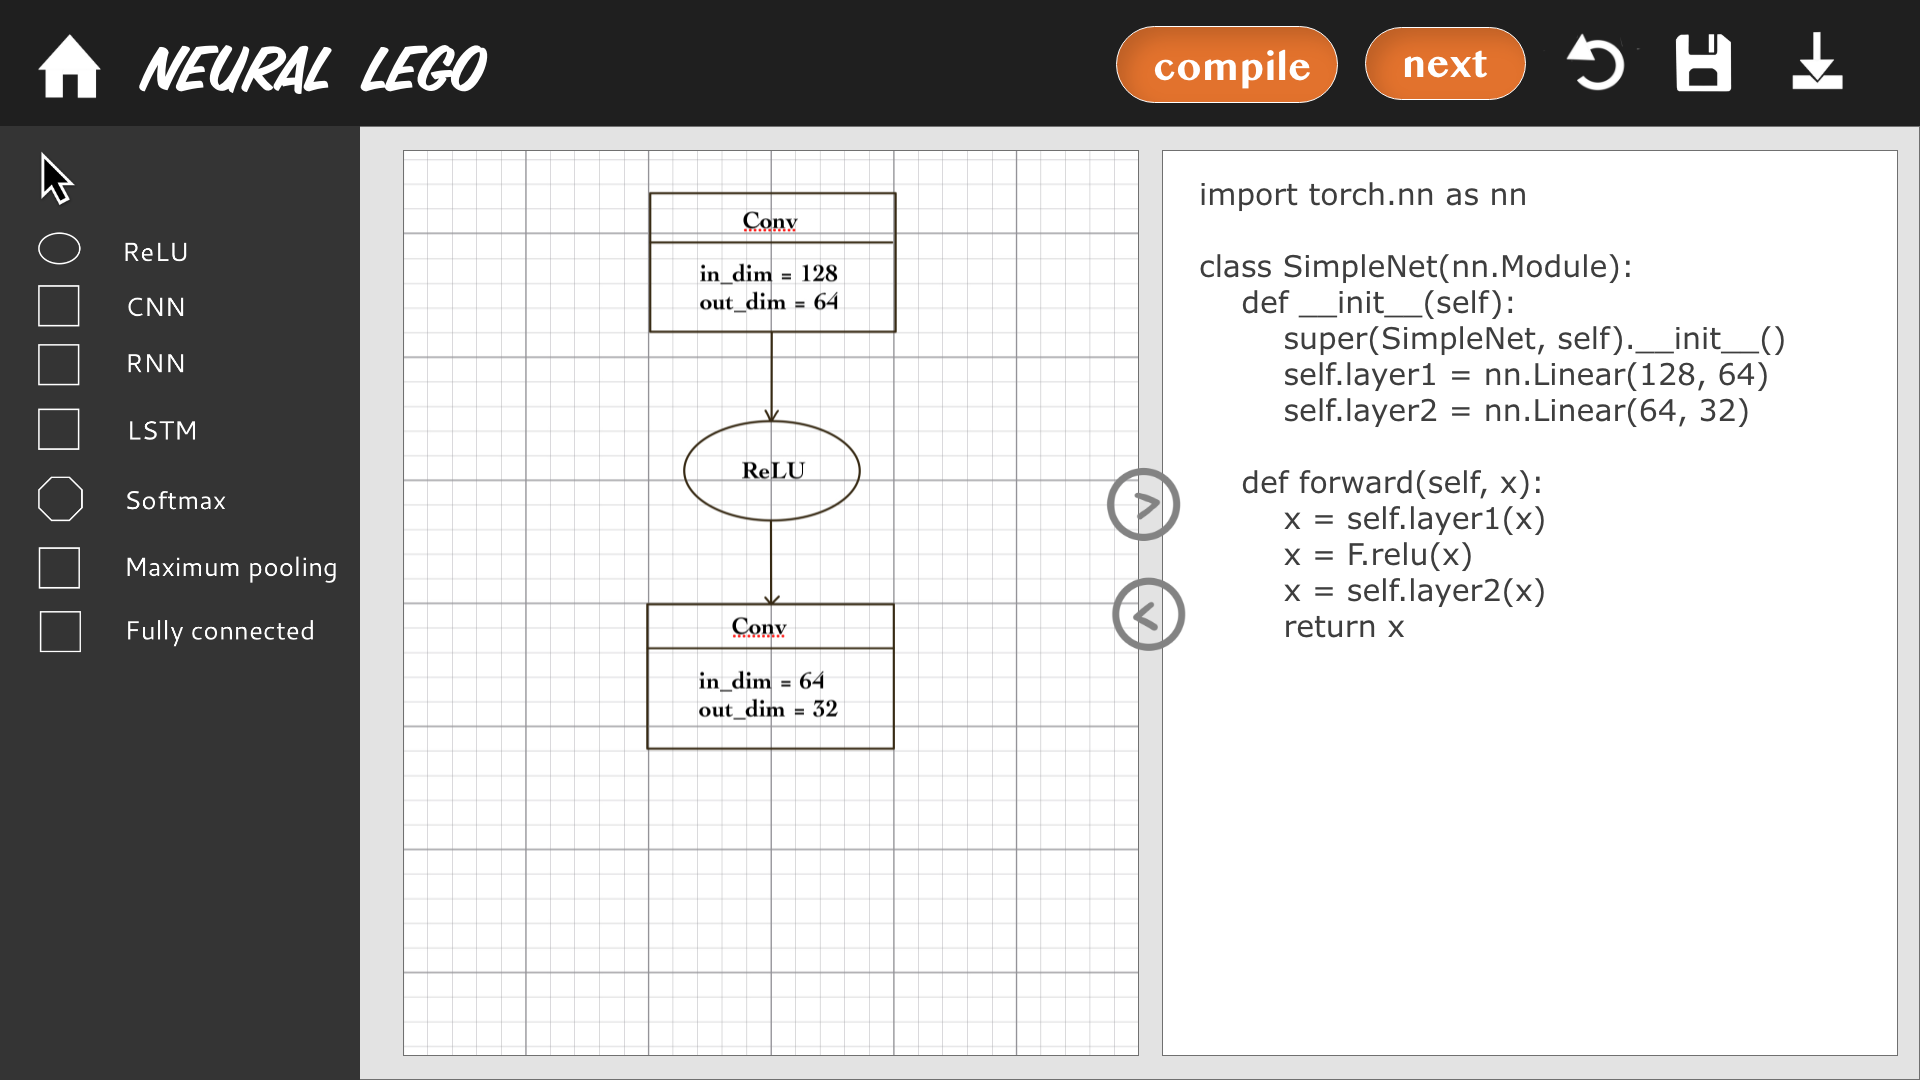 NEURAL LEGO
compile
next
ReLU
CNN
RNN
LSTM
Softmax
Maximum pooling
Fully connected
Conv
in_dim = 128
out_dim = 64
ReLU
Conv
in_dim = 64
out_dim = 32
>
<
import torch.nn as nn
class SimpleNet(nn.Module):
def __init__(self):
super(SimpleNet, self).__init__()
self.layer1 = nn.Linear(128, 64)
self.layer2 = nn.Linear(64, 32)
def forward(self, x):
x = self.layer1(x)
x = F.relu(x)
x = self.layer2(x)
return x